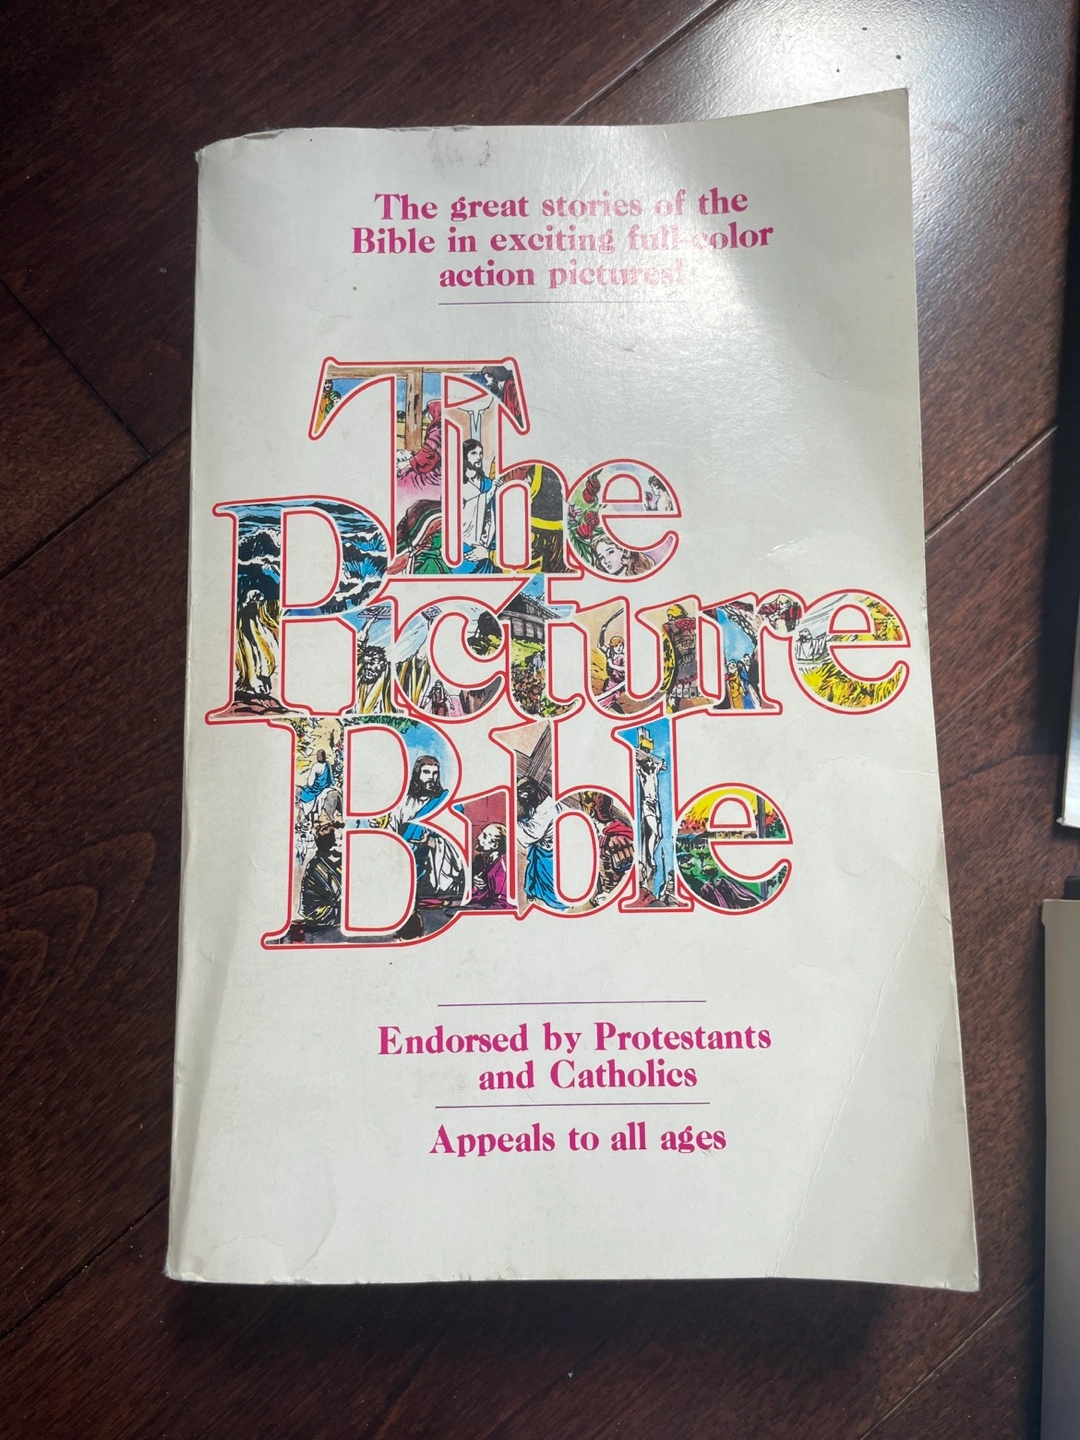 The great stories of the
Bible in exciting full-color
action pictures!
The
Picture
Bible
Endorsed by Protestants
and Catholics
Appeals to all ages